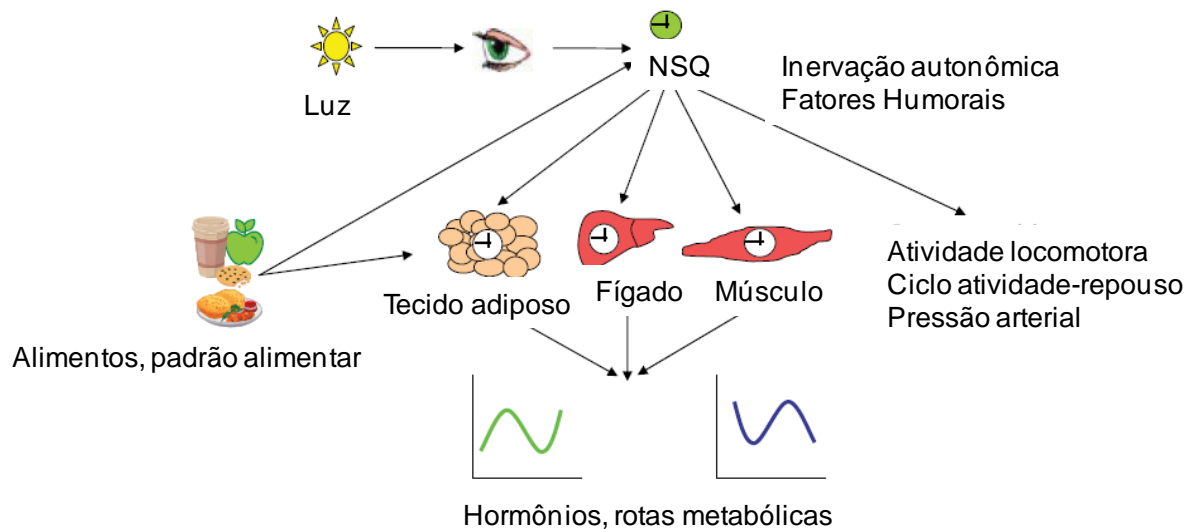 NSQ
Luz
Inervação autonômica
Fatores Humorais
Alimentos, padrão alimentar
Tecido adiposo
Fígado
Músculo
Atividade locomotora
Ciclo atividade-repouso
Pressão arterial
Hormônios, rotas metabólicas